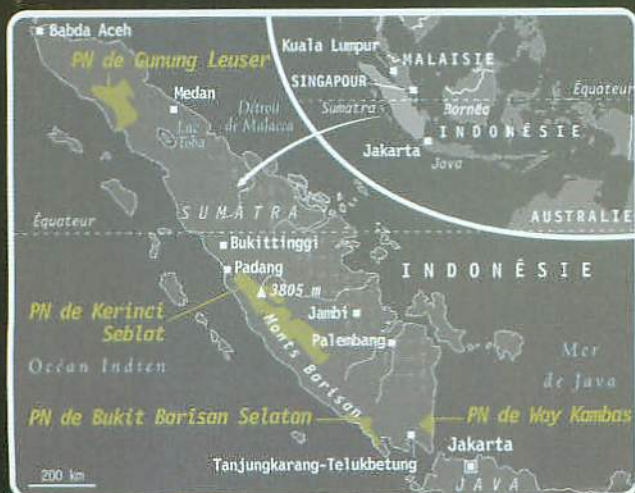 Babda Aceh
PN de Gunung Leuser
Medan
Lac
Toba
Détroit
de Malacca
Kuala Lumpur
MALAISIE
SINGAPOUR
Équateur
Sumatra
Bornéo
INDONÉSIE
Jakarta
Java
AUSTRALIE
Équateur
SUMATRA
Bukittinggi
Padang
INDONÉSIE
3805 m
PN de Kerinci
Seblat
Jambi
Palembang
Monts Barisan
Océan Indien
Mer
de Java
PN de Bukit Barisan Selatan
PN de Way Kambas
Tanjungkarang-Telukbetung
Jakarta
JAVA
200 km